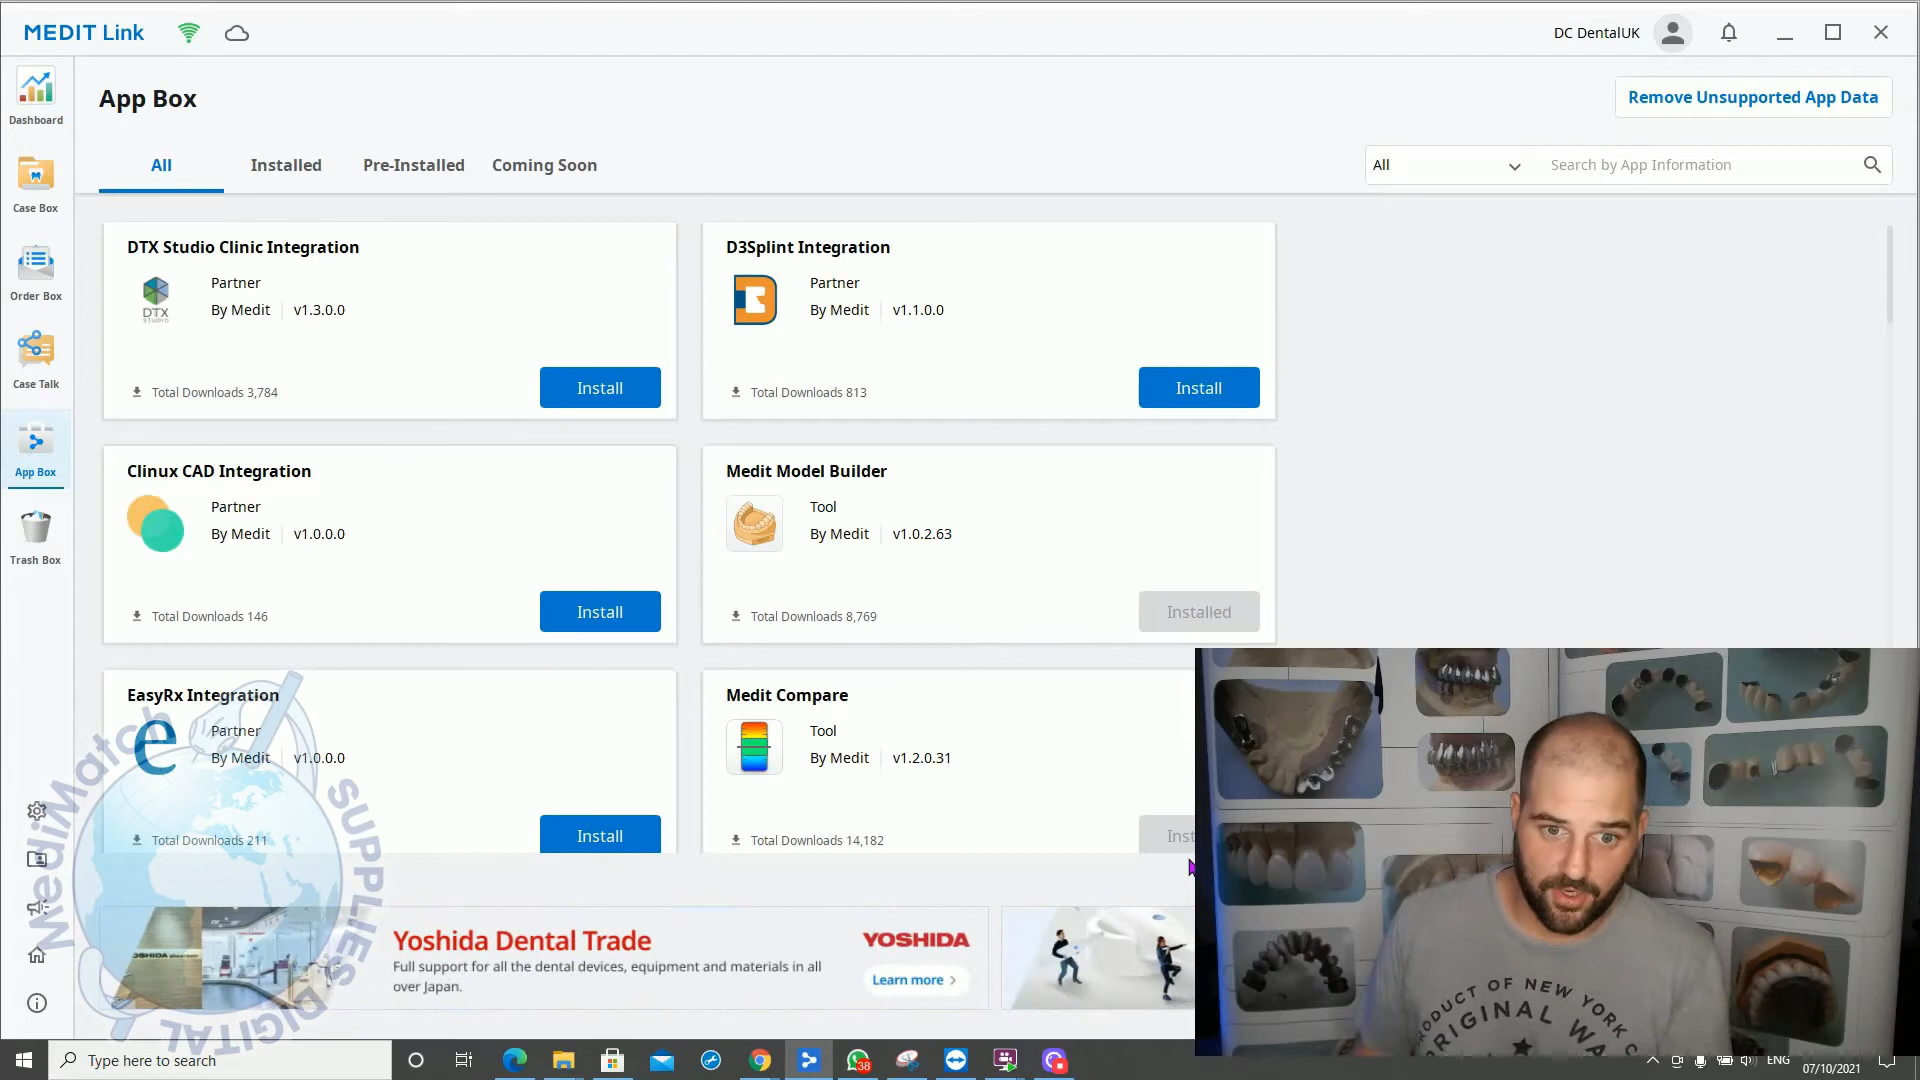 MEDIT Link
DC DentalUK
Dashboard
Case Box
Order Box
Case Talk
App Box
Trash Box
App Box
Remove Unsupported App Data
All
Installed
Pre-Installed
Coming Soon
All
Search by App Information
DTX Studio Clinic Integration
DTX
STUDIO
Partner
By Medit
v1.3.0.0
Total Downloads 3,784
Install
D3Splint Integration
Partner
By Medit
v1.1.0.0
Total Downloads 813
Install
Clinux CAD Integration
Partner
By Medit
v1.0.0.0
Total Downloads 146
Install
Medit Model Builder
Tool
By Medit
v1.0.2.63
Total Downloads 8,769
Installed
EasyRx Integration
e
Partner
By Medit
v1.0.0.0
Total Downloads 211
Install
Medit Compare
Tool
By Medit
v1.2.0.31
Total Downloads 14,182
Inst
MediMatch
DIGITAL
SUPPLIES
Yoshida Dental Trade
Full support for all the dental devices, equipment and materials in all
over Japan.
YOSHIDA
Learn more
OF NEW YORK
Type here to search
38
ENG
07/10/2021